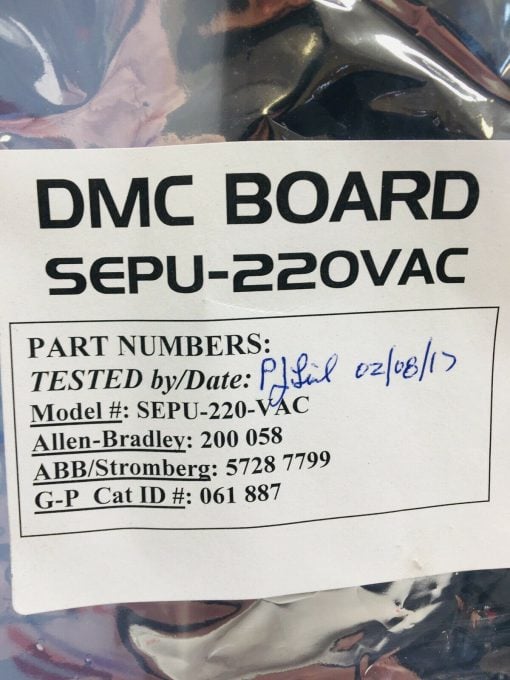 DMC BOARD
SEPU-220VAC
PART NUMBERS:
TESTED by/Date: 02/08/17
Model #: SEPU-220-VAC
Allen-Bradley: 200 058
ABB/Stromberg: 5728 7799
G-P Cat ID #: 061 887